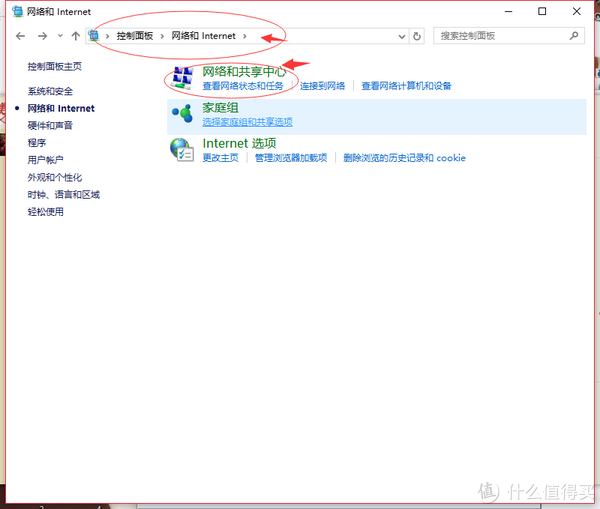 网络和 Internet
控制面板 网络和 Internet
搜索控制面板
控制面板主页
系统和安全
网络和 Internet
硬件和声音
程序
用户帐户
外观和个性化
时钟、语言和区域
轻松使用
网络和共享中心
查看网络状态和任务 连接到网络 查看网络计算机和设备
家庭组
选择家庭组和共享选项
Internet 选项
更改主页 管理浏览器加载项 删除浏览的历史记录和 cookie
值 什么值得买